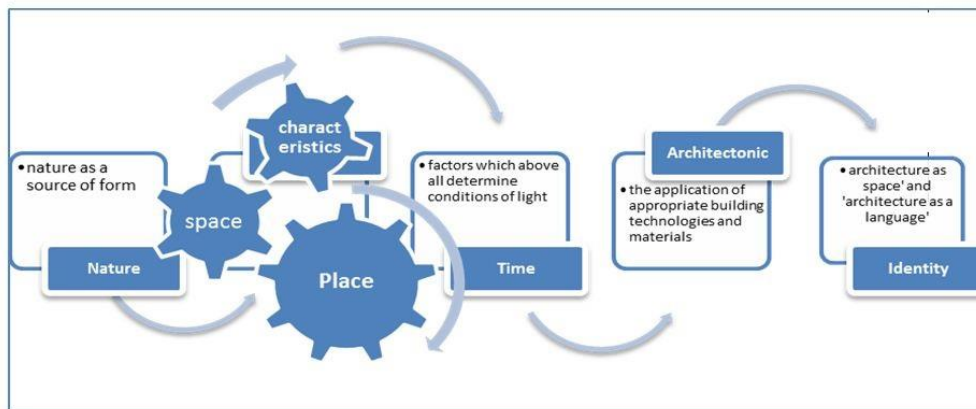 • nature as a
source of form
Nature
space
charact
eristics
Place
• factors which above
all determine
conditions of light
Time
Architectonic
• the application of
appropriate building
technologies and
materials
• architecture as
space' and
'architecture as a
language'
Identity